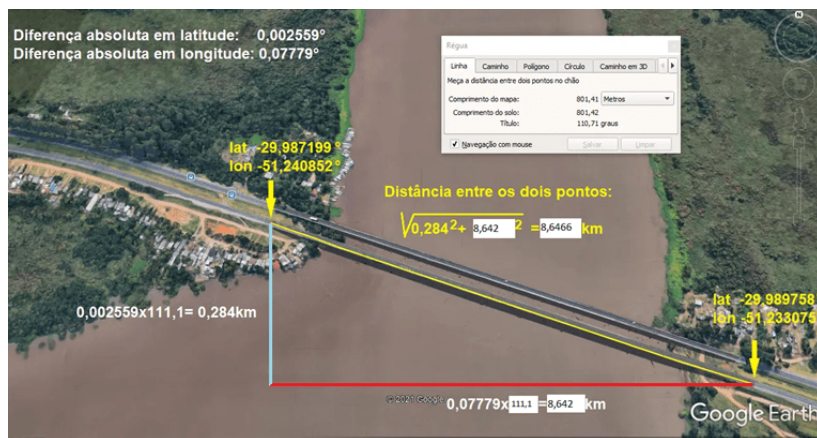 Diferença absoluta em latitude: 0,002559°
Diferença absoluta em longitude: 0,07779°
Régua
Linha Caminho Polígono Círculo Caminho em 3D
Meça a distância entre dois pontos no chão
Comprimento do mapa: 801,41 Metros
Comprimento do solo: 801,42
Título: 110,71 graus
Navegação com mouse Salvar Limpar
lat -29,987199°
lon -51,240852°
Distância entre os dois pontos:
√0,284²+ 8,642² = 8,6466 km
lat -29,989758
lon -51,233075
0,002559x111,1= 0,284km
© 2021 Google
0,07779x 111,1 = 8,642 km
Google Earth
N